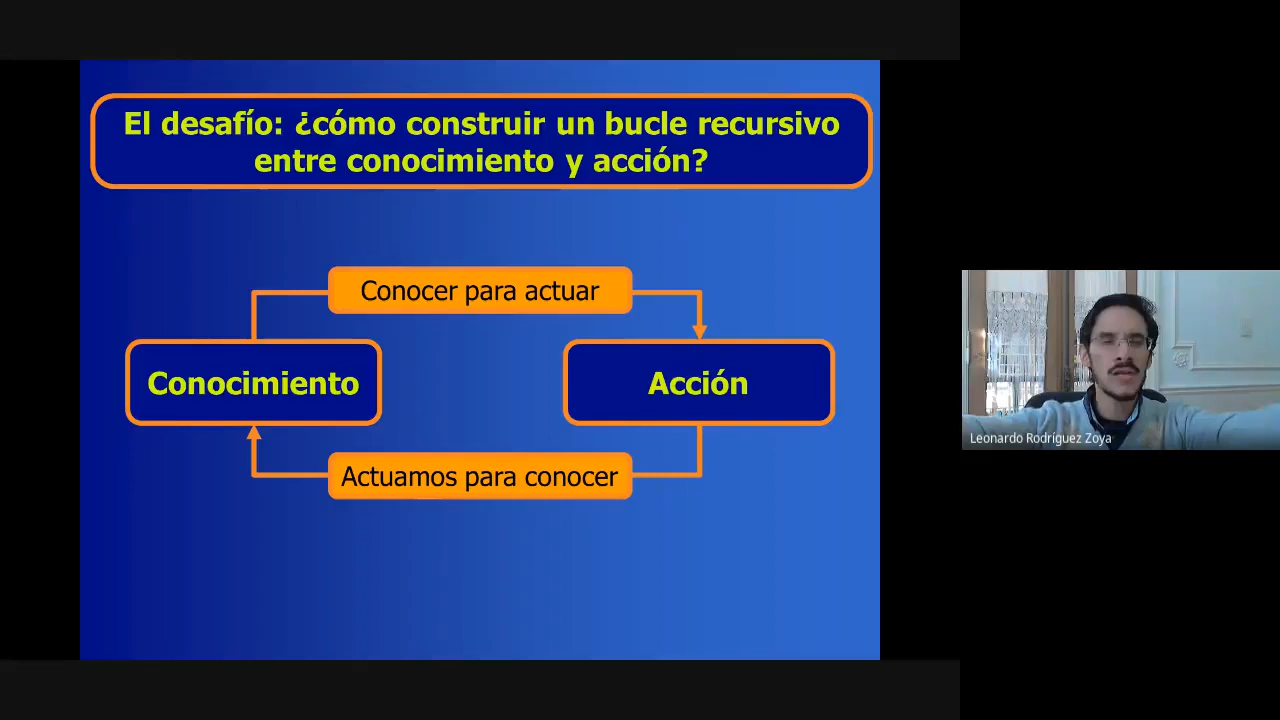 El desafío: ¿cómo construir un bucle recursivo
entre conocimiento y acción?
Conocer para actuar
Conocimiento
Acción
Actuamos para conocer
Leonardo Rodríguez Zoya